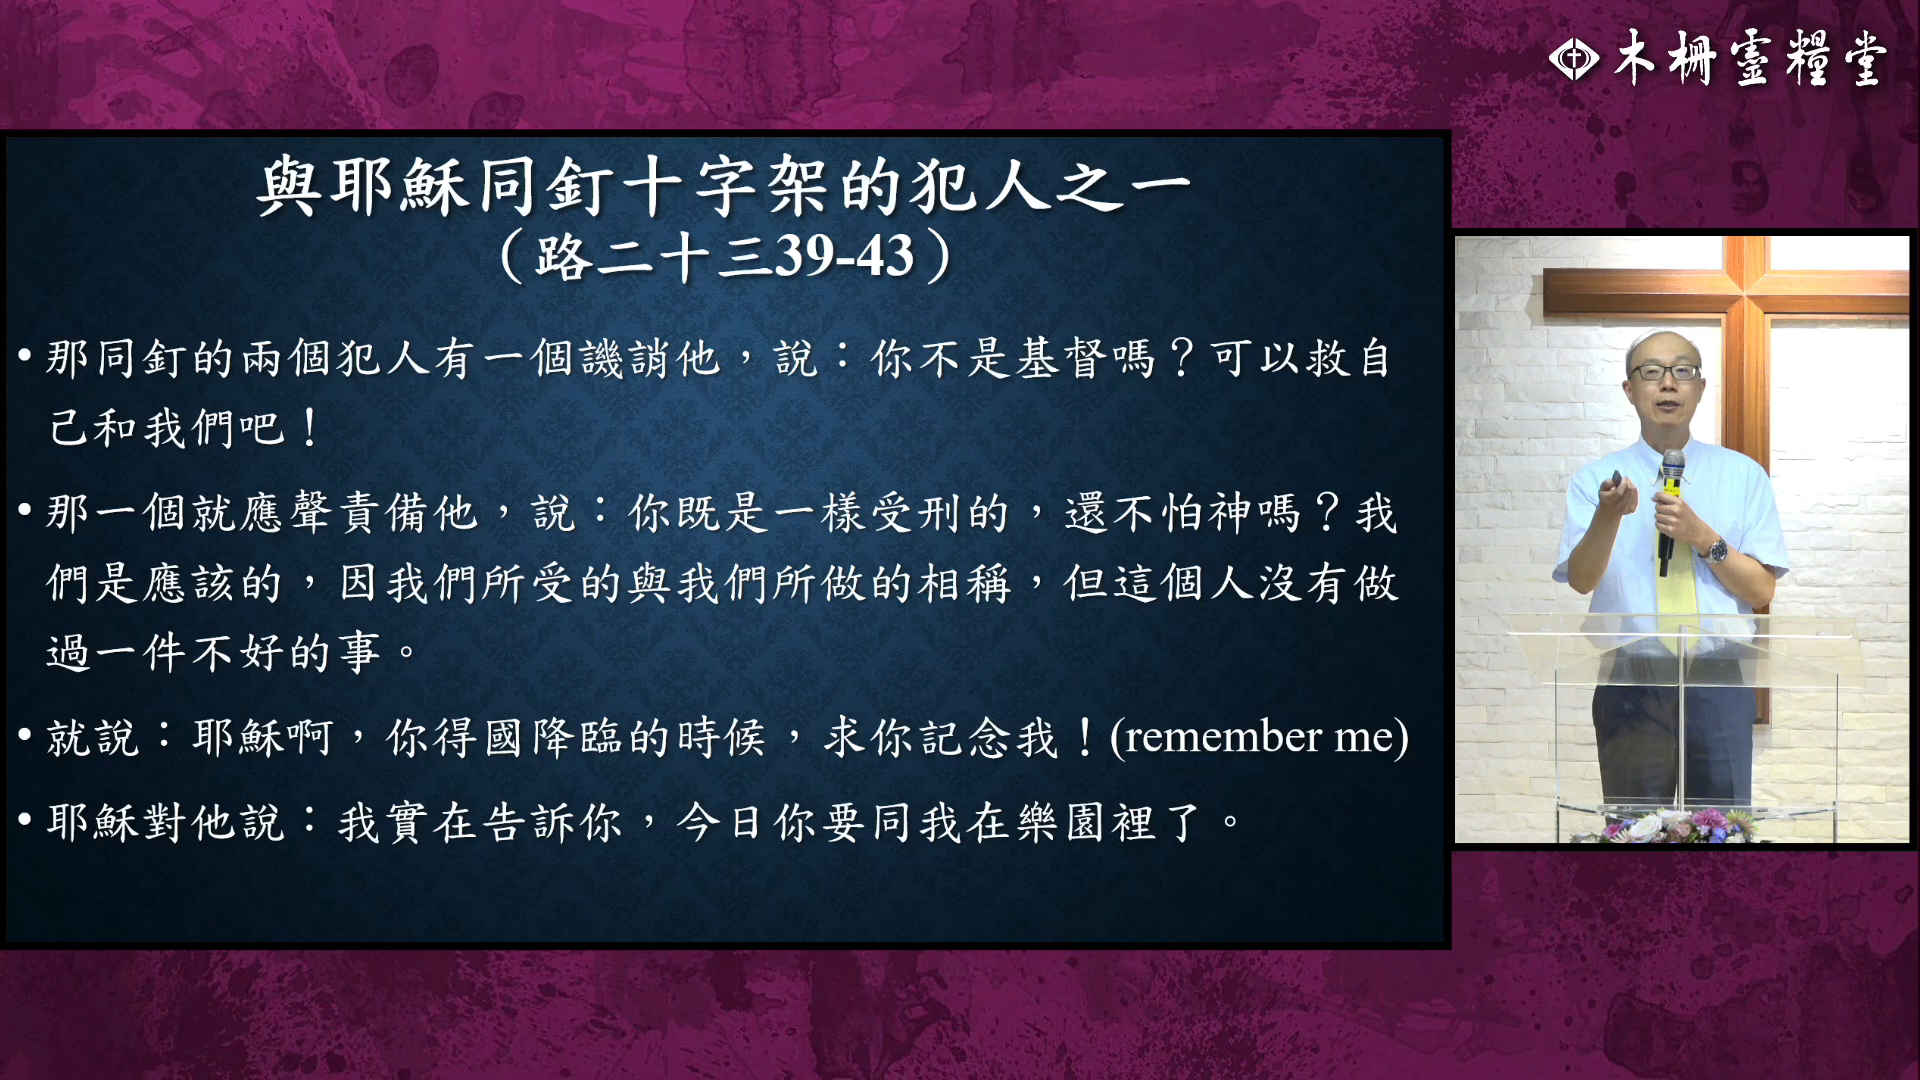 木柵靈糧堂
與耶穌同釘十字架的犯人之一
（路二十三39-43）
• 那同釘的兩個犯人有一個譏誚他，說：你不是基督嗎？可以救自
己和我們吧！
• 那一個就應聲責備他，說：你既是一樣受刑的，還不怕神嗎？我
們是應該的，因我們所受的與我們所做的相稱，但這個人沒有做
過一件不好的事。
• 就說：耶穌啊，你得國降臨的時候，求你記念我！(remember me)
• 耶穌對他說：我實在告訴你，今日你要同我在樂園裡了。